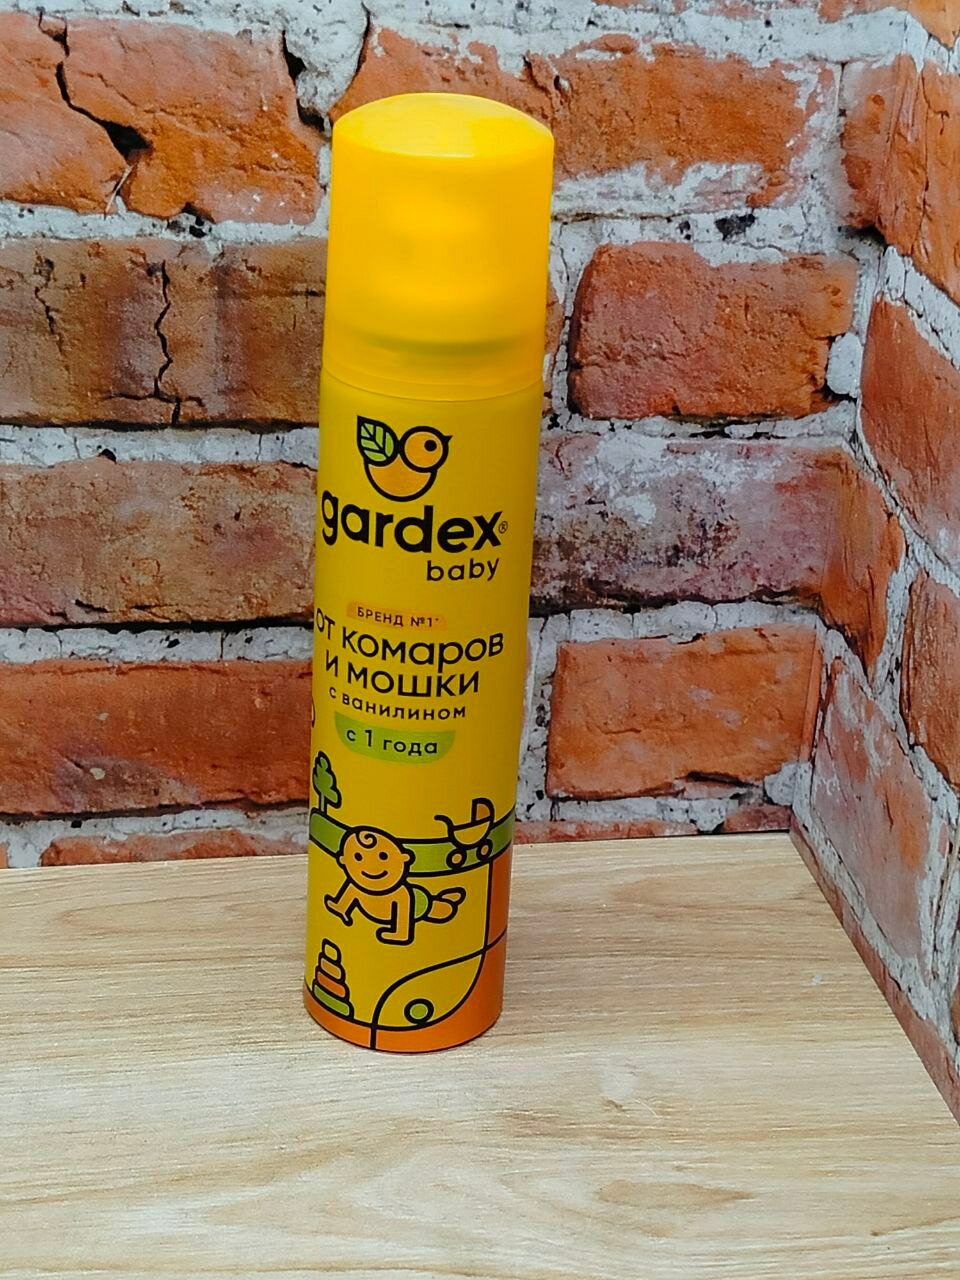 gardex®
baby
БРЕНД №1*
от комаров
и мошки
с ванилином
с 1 года